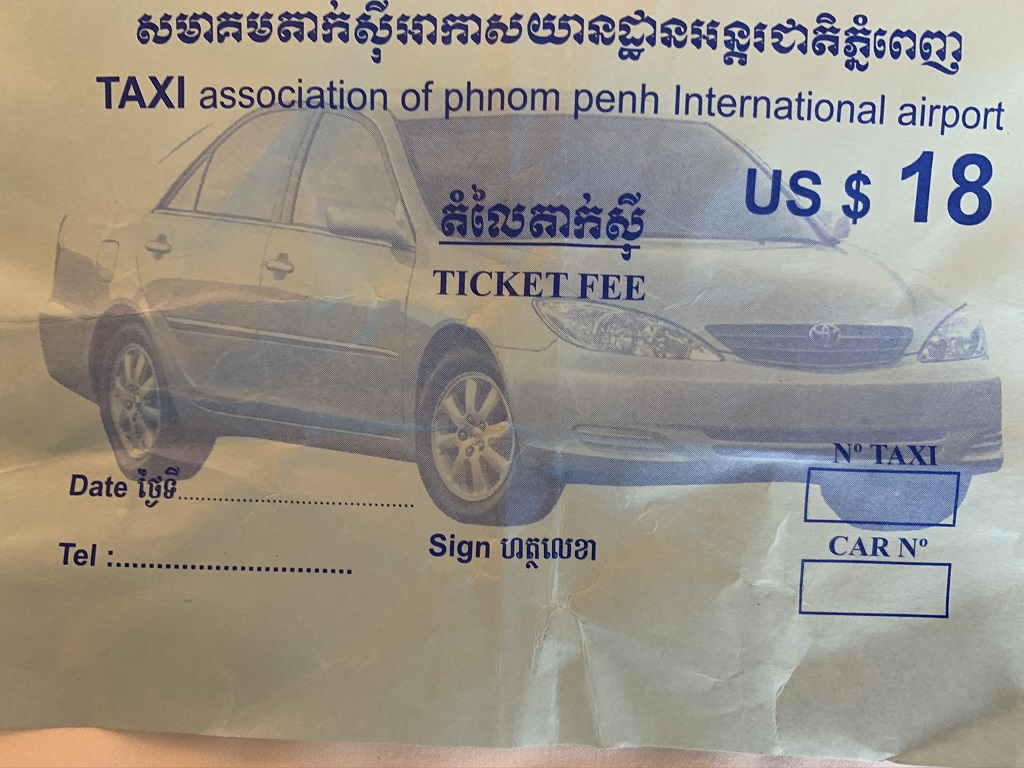 សមាគមតាក់ស៊ីអាកាសយានដ្ឋានអន្តរជាតិភ្នំពេញ
TAXI association of phnom penh International airport
US $ 18
តំលៃតាក់ស៊ី
TICKET FEE
Nº TAXI
Date ថ្ងៃទី
CAR Nº
Sign ហត្ថលេខា
Tel :